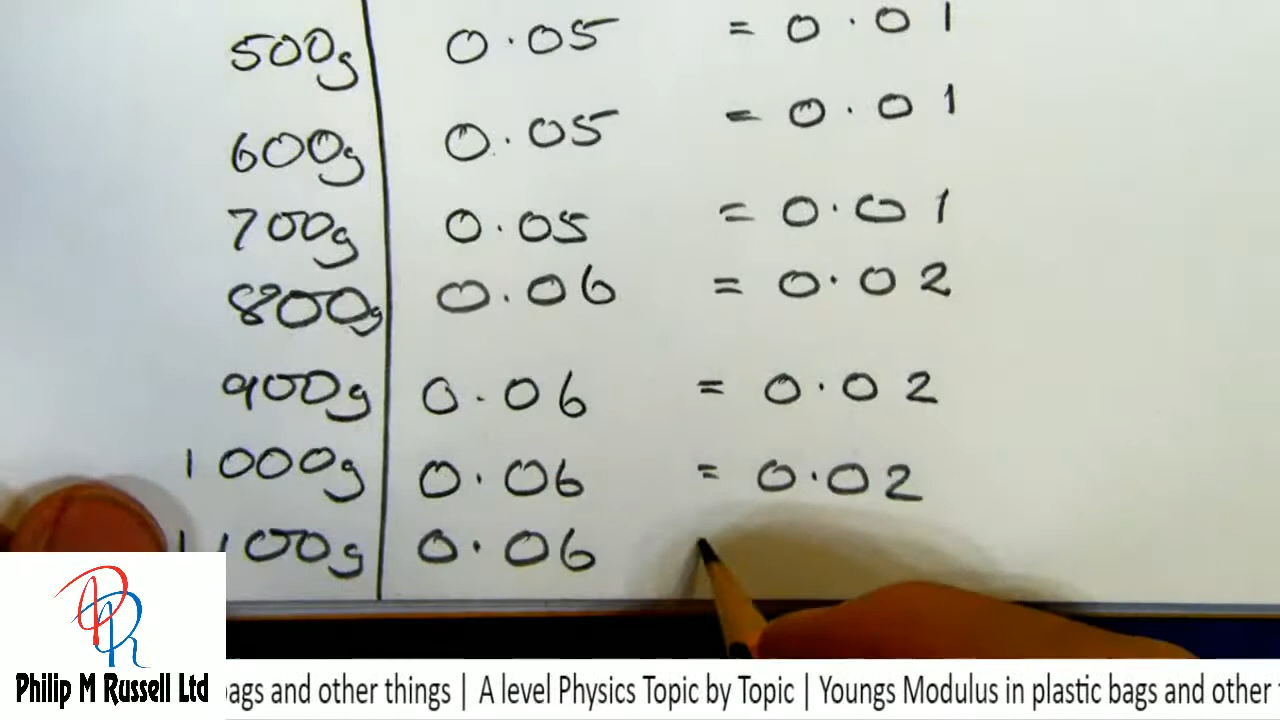 500g 0.05 = 0.01
600g 0.05 = 0.01
700g 0.05 = 0.01
800g 0.06 = 0.02
900g 0.06 = 0.02
1000g 0.06 = 0.02
1100g 0.06
Philip M Russell Ltd
bags and other things | A level Physics Topic by Topic | Youngs Modulus in plastic bags and other